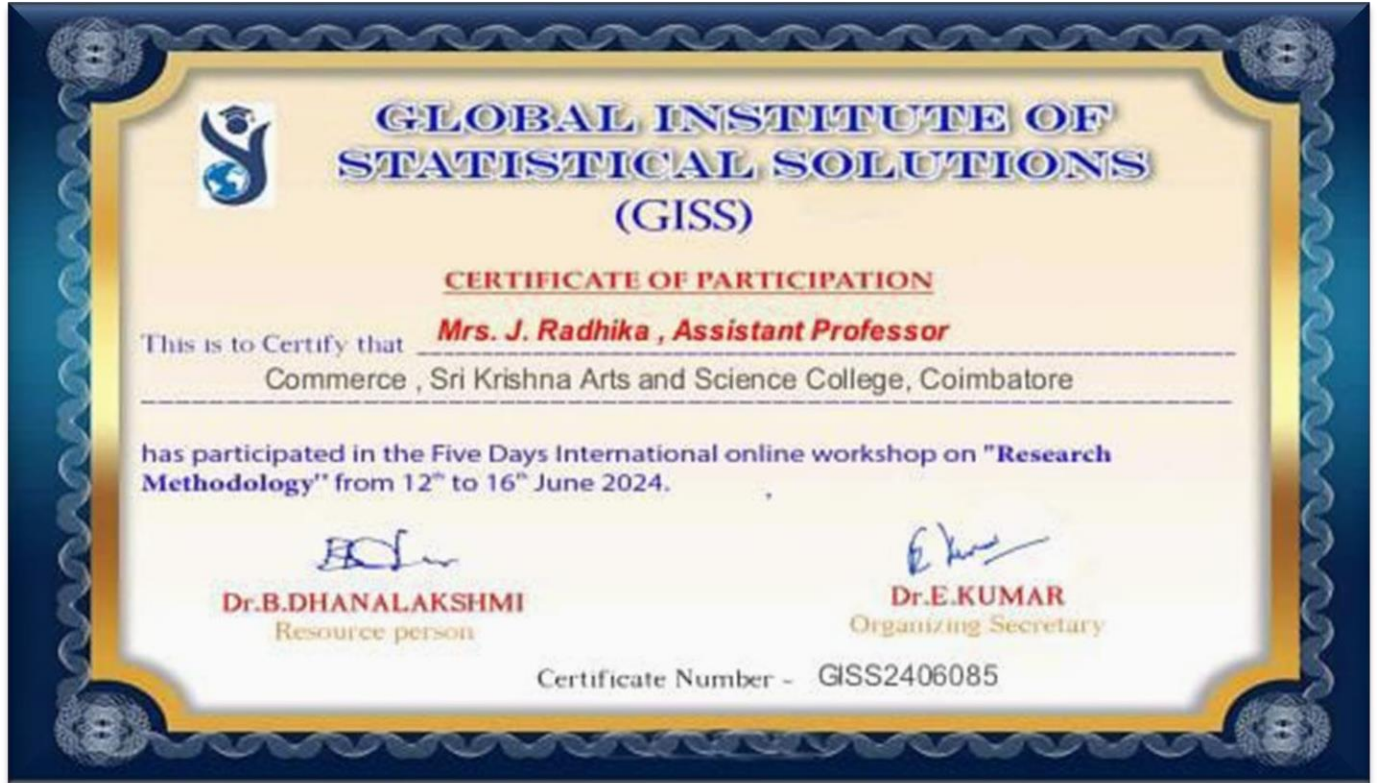 GLOBAL INSTITUTE OF
STATISTICAL SOLUTIONS
(GISS)
CERTIFICATE OF PARTICIPATION
This is to Certify that Mrs. J. Radhika , Assistant Professor
Commerce , Sri Krishna Arts and Science College, Coimbatore
has participated in the Five Days International online workshop on "Research
Methodology" from 12th to 16th June 2024.
Dr.B.DHANALAKSHMI
Resource person
Dr.E.KUMAR
Organizing Secretary
Certificate Number - GISS2406085